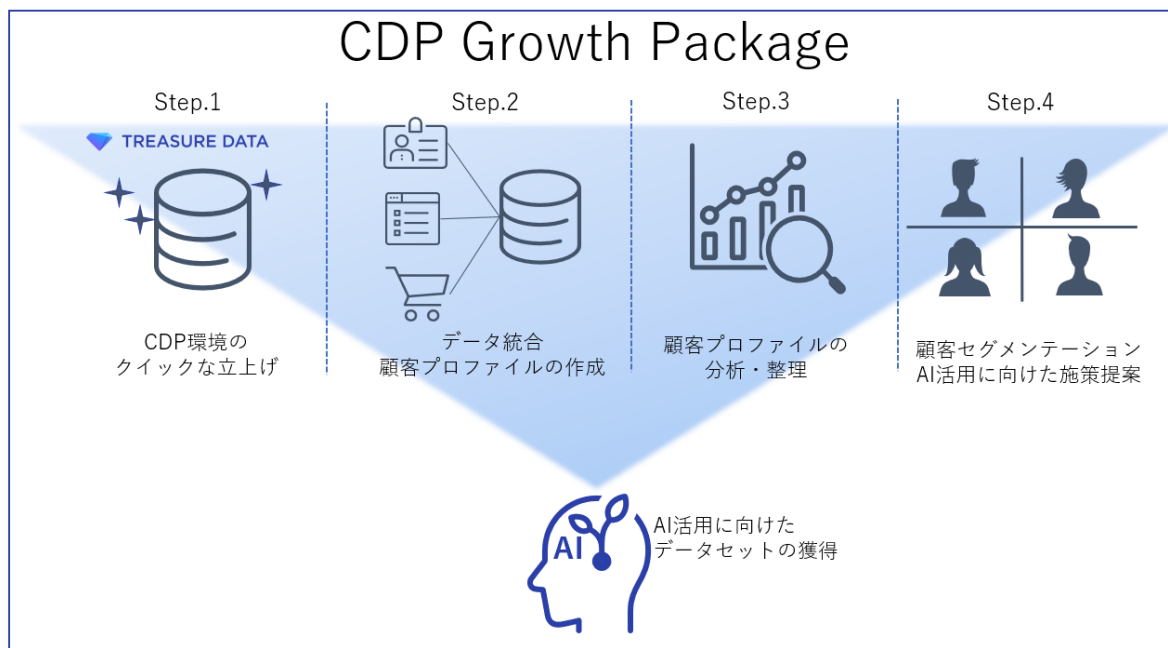 CDP Growth Package
Step.1
TREASURE DATA
CDP環境の
クイックな立上げ
Step.2
データ統合
顧客プロファイルの作成
Step.3
顧客プロファイルの
分析・整理
Step.4
顧客セグメンテーション
AI活用に向けた施策提案
AI
AI活用に向けた
データセットの獲得